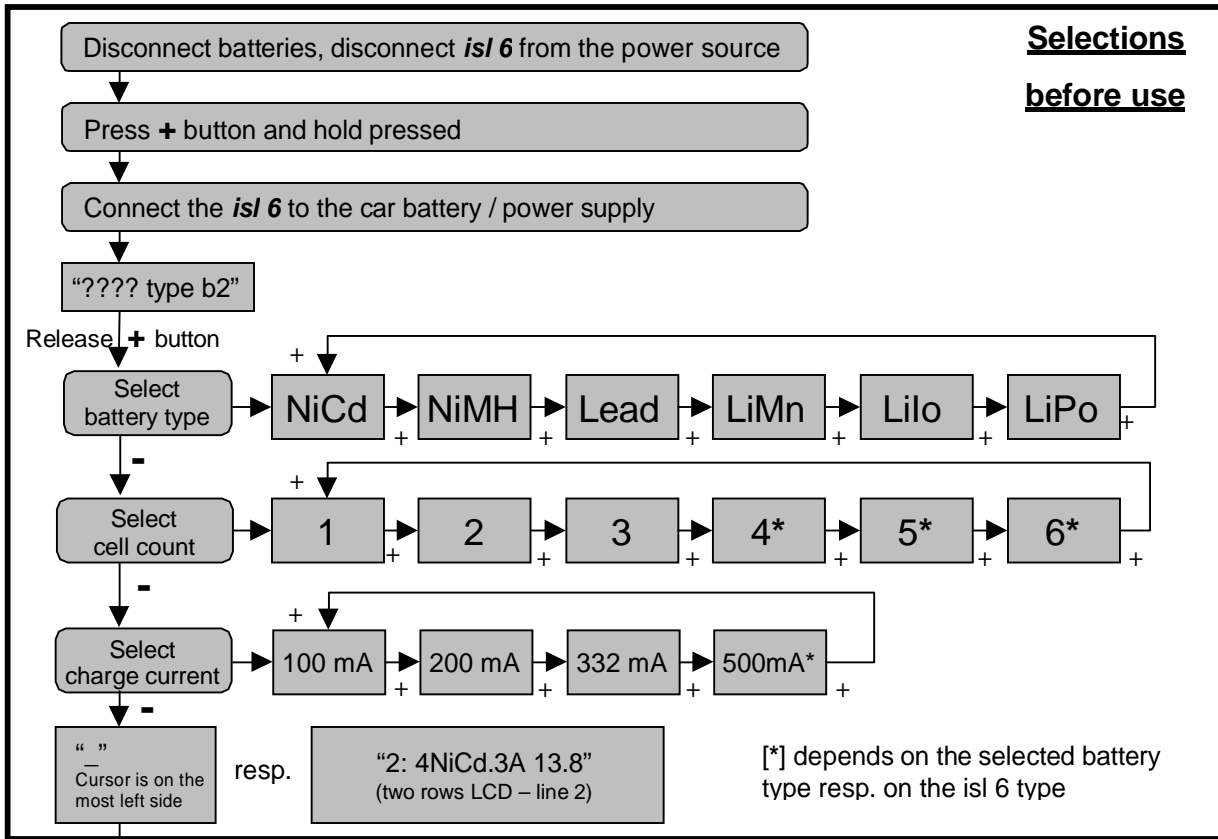 Selections
before use
Disconnect batteries, disconnect isl 6 from the power source
Press + button and hold pressed
Connect the isl 6 to the car battery / power supply
“???? type b2”
Release + button
Select
battery type
NiCd
+
NiMH
+
Lead
+
LiMn
+
LiIo
+
LiPo
+
+
-
Select
cell count
1
+
2
+
3
+
4*
+
5*
+
6*
+
+
-
Select
charge current
100 mA
+
200 mA
+
332 mA
+
500mA*
+
+
-
“_”
Cursor is on the
most left side
resp.
“2: 4NiCd.3A 13.8”
(two rows LCD – line 2)
[*] depends on the selected battery
type resp. on the isl 6 type